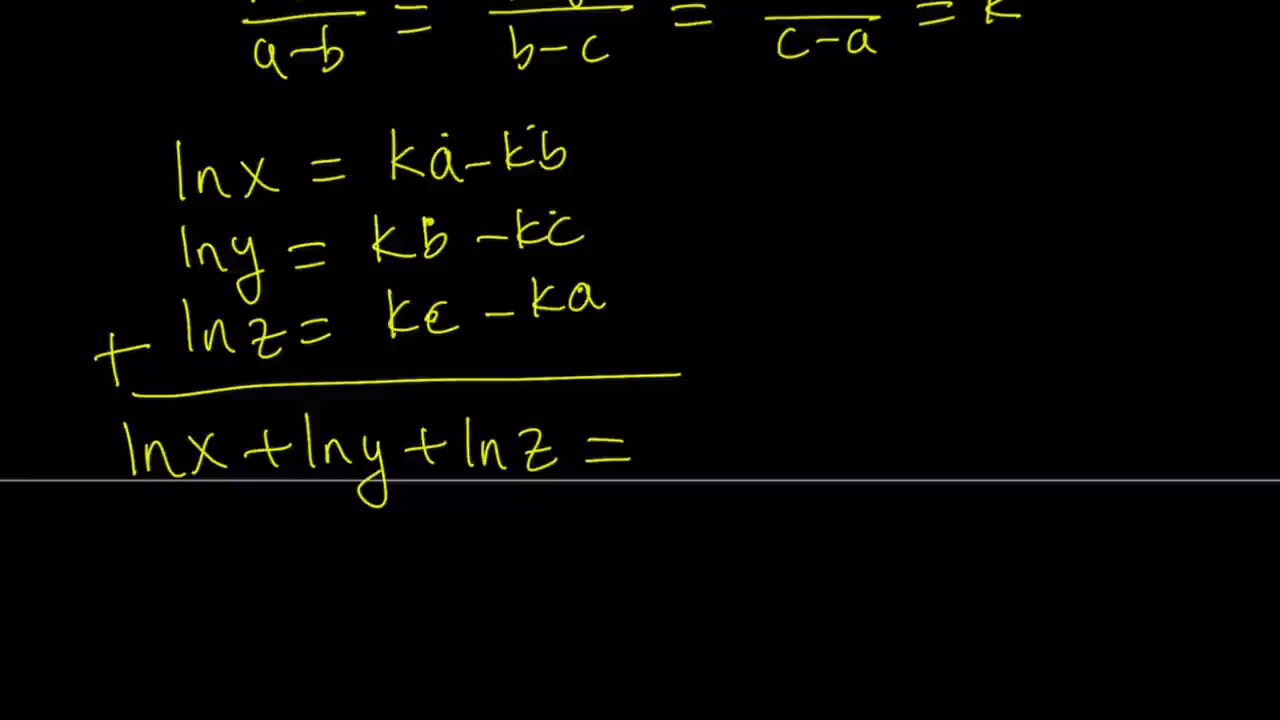 a-b = b-c = c-a = k
ln x = ka - kb
ln y = kb - kc
+ ln z = kc - ka
ln x + ln y + ln z =